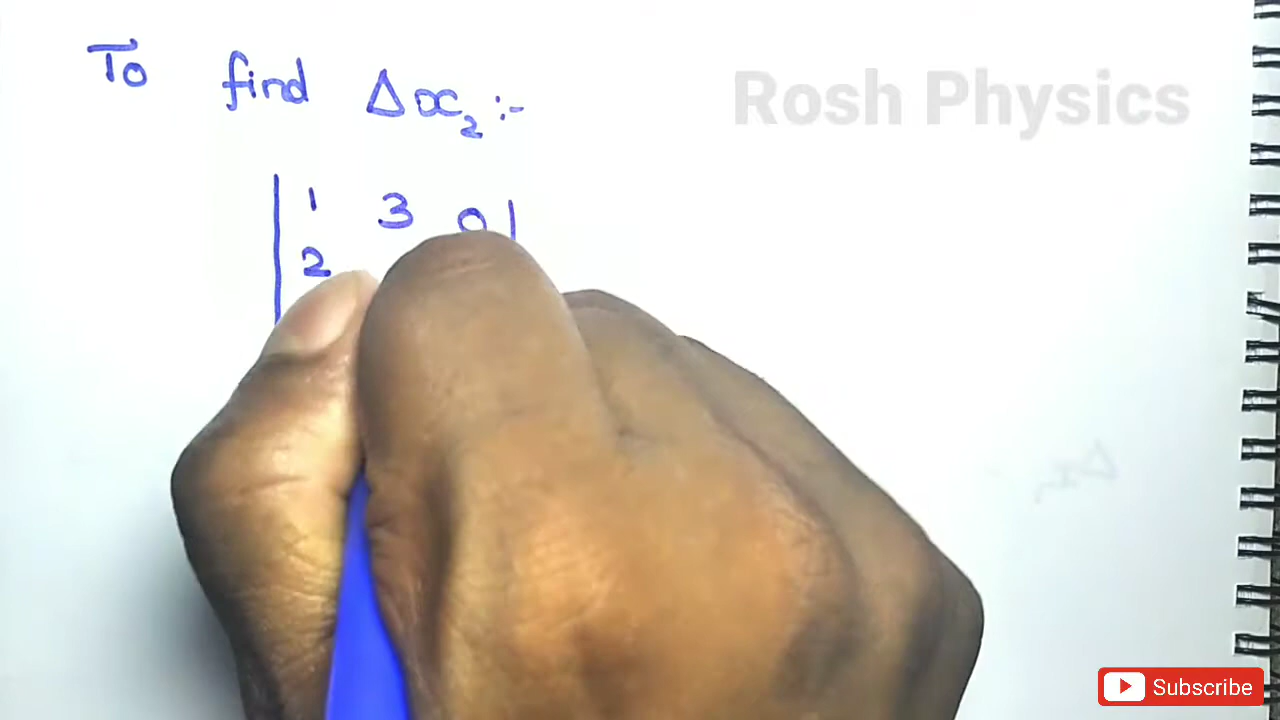 To find Δx₂ :-
Rosh Physics
1 3 0
2
Subscribe